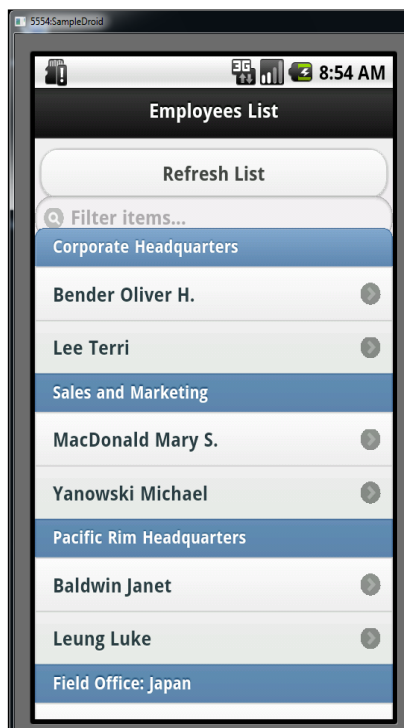 5554:SampleDroid
3G 8:54 AM
Employees List
Refresh List
Filter items...
Corporate Headquarters
Bender Oliver H.
Lee Terri
Sales and Marketing
MacDonald Mary S.
Yanowski Michael
Pacific Rim Headquarters
Baldwin Janet
Leung Luke
Field Office: Japan